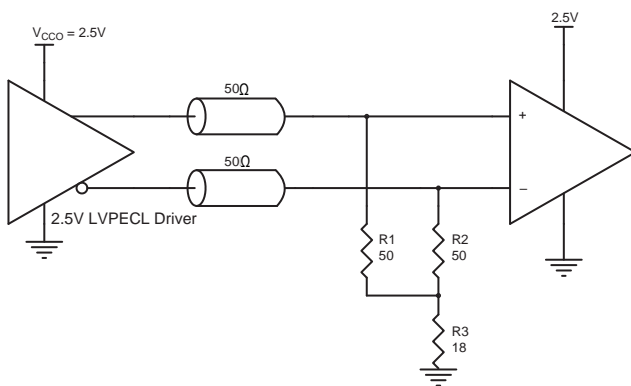 V_CCO = 2.5V
2.5V
50Ω
+
50Ω
−
2.5V LVPECL Driver
R1
50
R2
50
R3
18